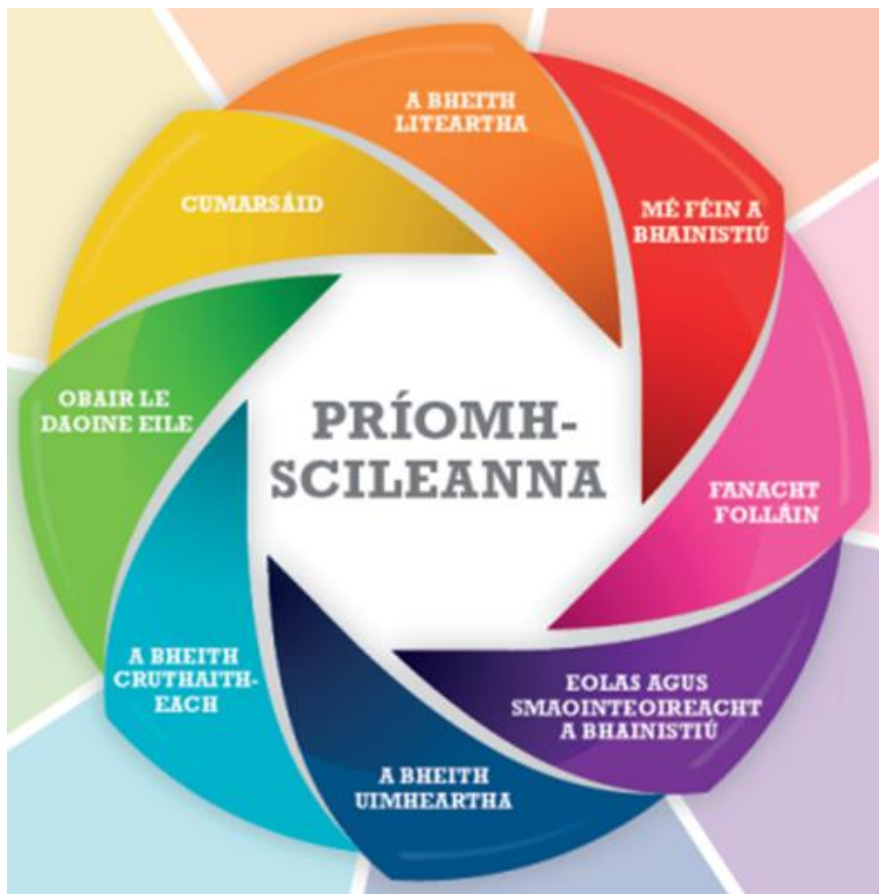 A BHEITH
LITEARTHA
MÉ FÉIN A
BHAINISTIÚ
FANACHT
FOLLÁIN
EOLAS AGUS
SMAOINTEOIREACHT
A BHAINISTIÚ
A BHEITH
UIMHEARTHA
A BHEITH
CRUTHAITH-
EACH
OBAIR LE
DAOINE EILE
CUMARSÁID
PRÍOMH-
SCILEANNA